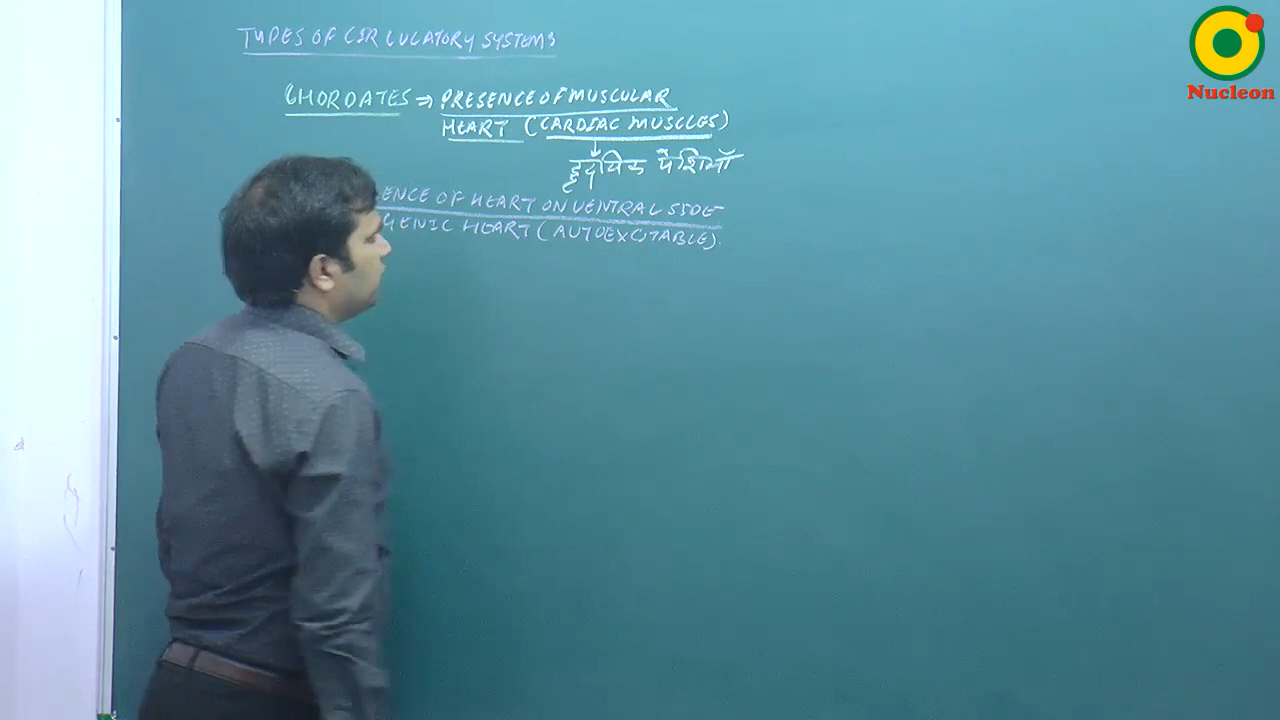 TYPES OF CIRCULATORY SYSTEMS
CHORDATES ⇒ PRESENCE OF MUSCULAR
HEART (CARDIAC MUSCLES)
हृदयिक पेशियाँ
ENCE OF HEART ON VENTRAL SIDE
GENIC HEART (AUTOEXCITABLE).
Nucleon